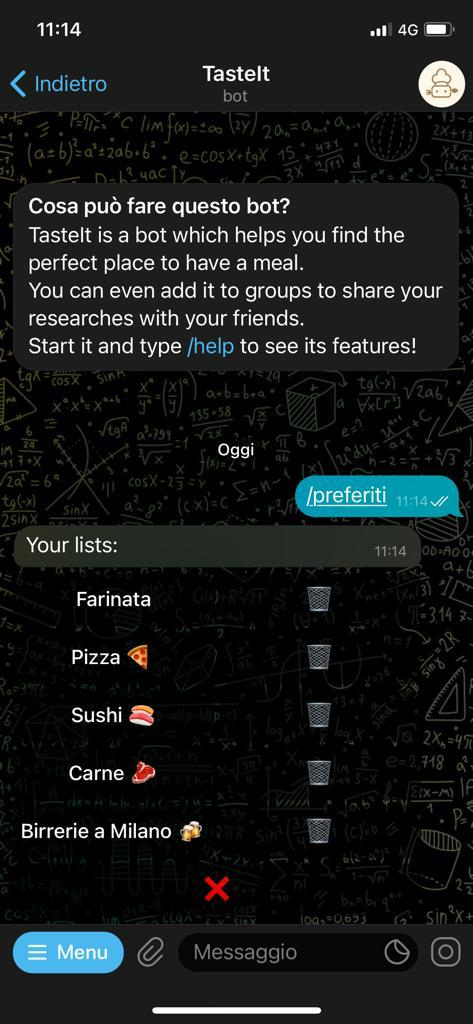 11:14
4G
Indietro
TasteIt
bot
Cosa può fare questo bot?
TasteIt is a bot which helps you find the
perfect place to have a meal.
You can even add it to groups to share your
researches with your friends.
Start it and type /help to see its features!
Oggi
/preferiti 11:14
Your lists: 11:14
Farinata
Pizza 🍕
Sushi 🍣
Carne 🥩
Birrerie a Milano 🍻
Menu
Messaggio